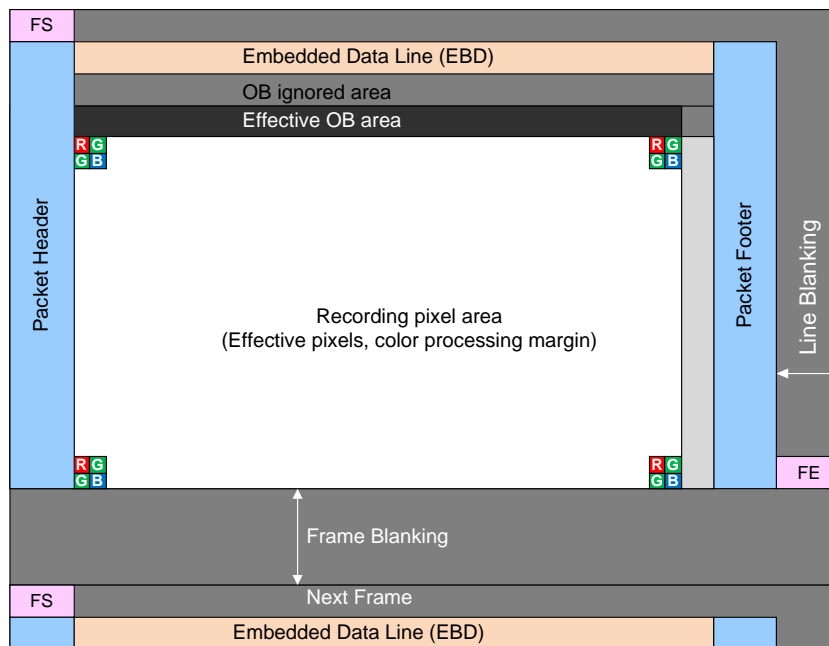 FS
Embedded Data Line (EBD)
OB ignored area
Effective OB area
R G
G B
R G
G B
Packet Header
Packet Footer
Line Blanking
Recording pixel area
(Effective pixels, color processing margin)
R G
G B
R G
G B
FE
Frame Blanking
FS
Next Frame
Embedded Data Line (EBD)